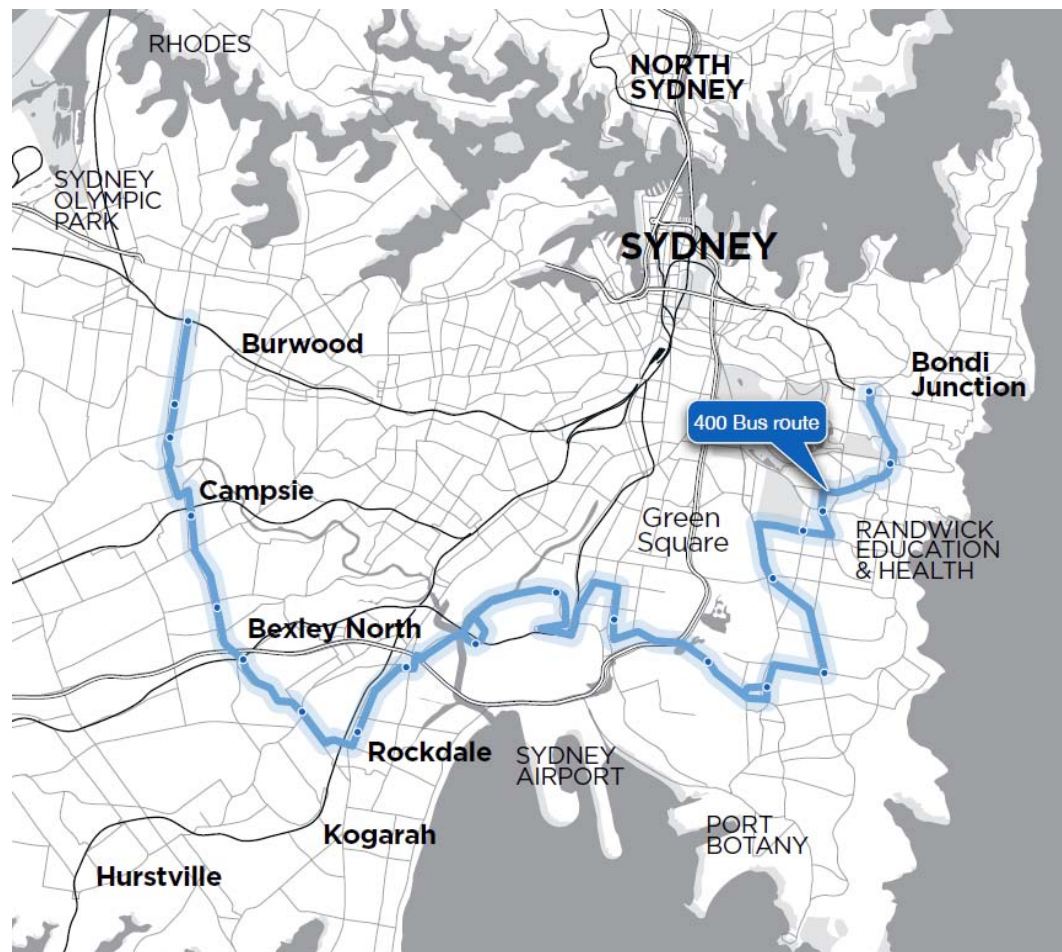 RHODES
NORTH
SYDNEY
SYDNEY
OLYMPIC
PARK
SYDNEY
Burwood
Bondi
Junction
400 Bus route
Campsie
Green
Square
RANDWICK
EDUCATION
& HEALTH
Bexley North
Rockdale
SYDNEY
AIRPORT
Kogarah
PORT
BOTANY
Hurstville